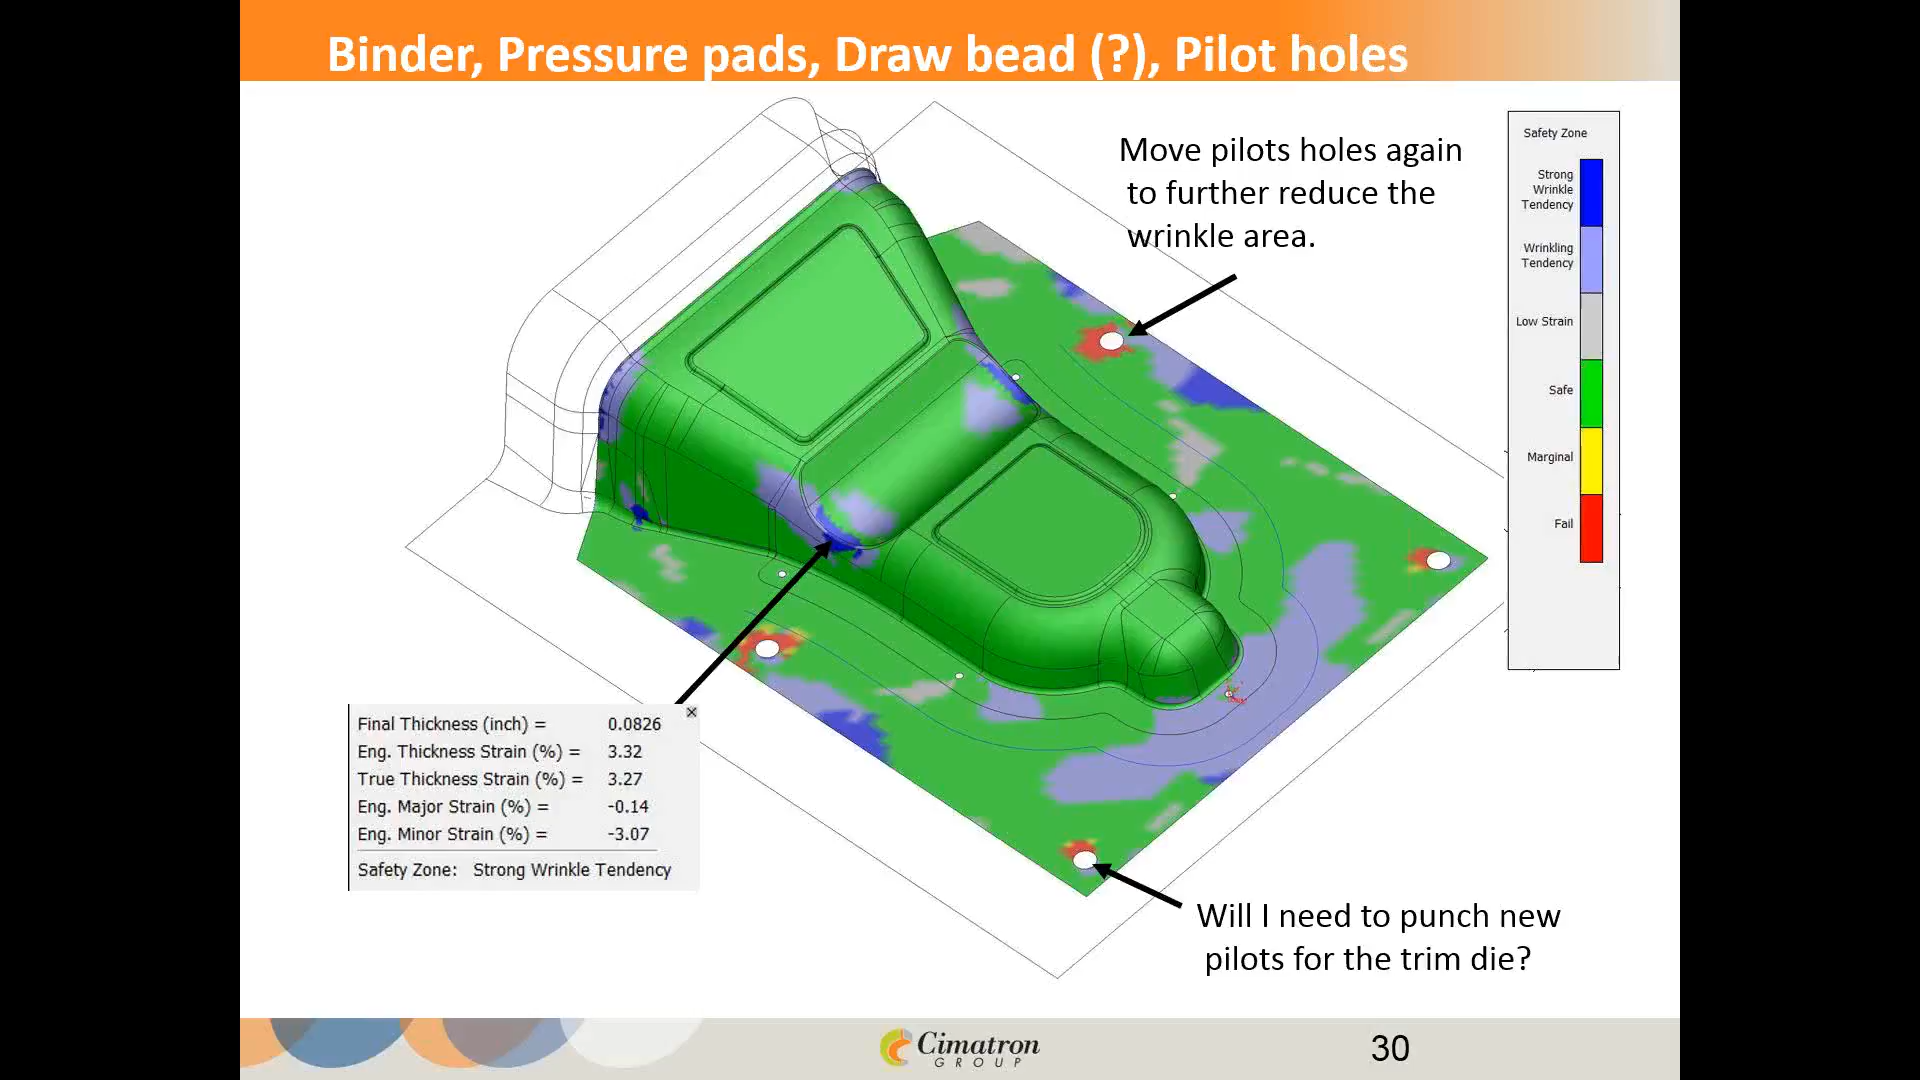 Binder, Pressure pads, Draw bead (?), Pilot holes
Move pilots holes again
to further reduce the
wrinkle area.
Safety Zone
Strong
Wrinkle
Tendency
Wrinkling
Tendency
Low Strain
Safe
Marginal
Fail
Final Thickness (inch) = 0.0826
Eng. Thickness Strain (%) = 3.32
True Thickness Strain (%) = 3.27
Eng. Major Strain (%) = -0.14
Eng. Minor Strain (%) = -3.07
Safety Zone: Strong Wrinkle Tendency
Will I need to punch new
pilots for the trim die?
Cimatron
GROUP
30